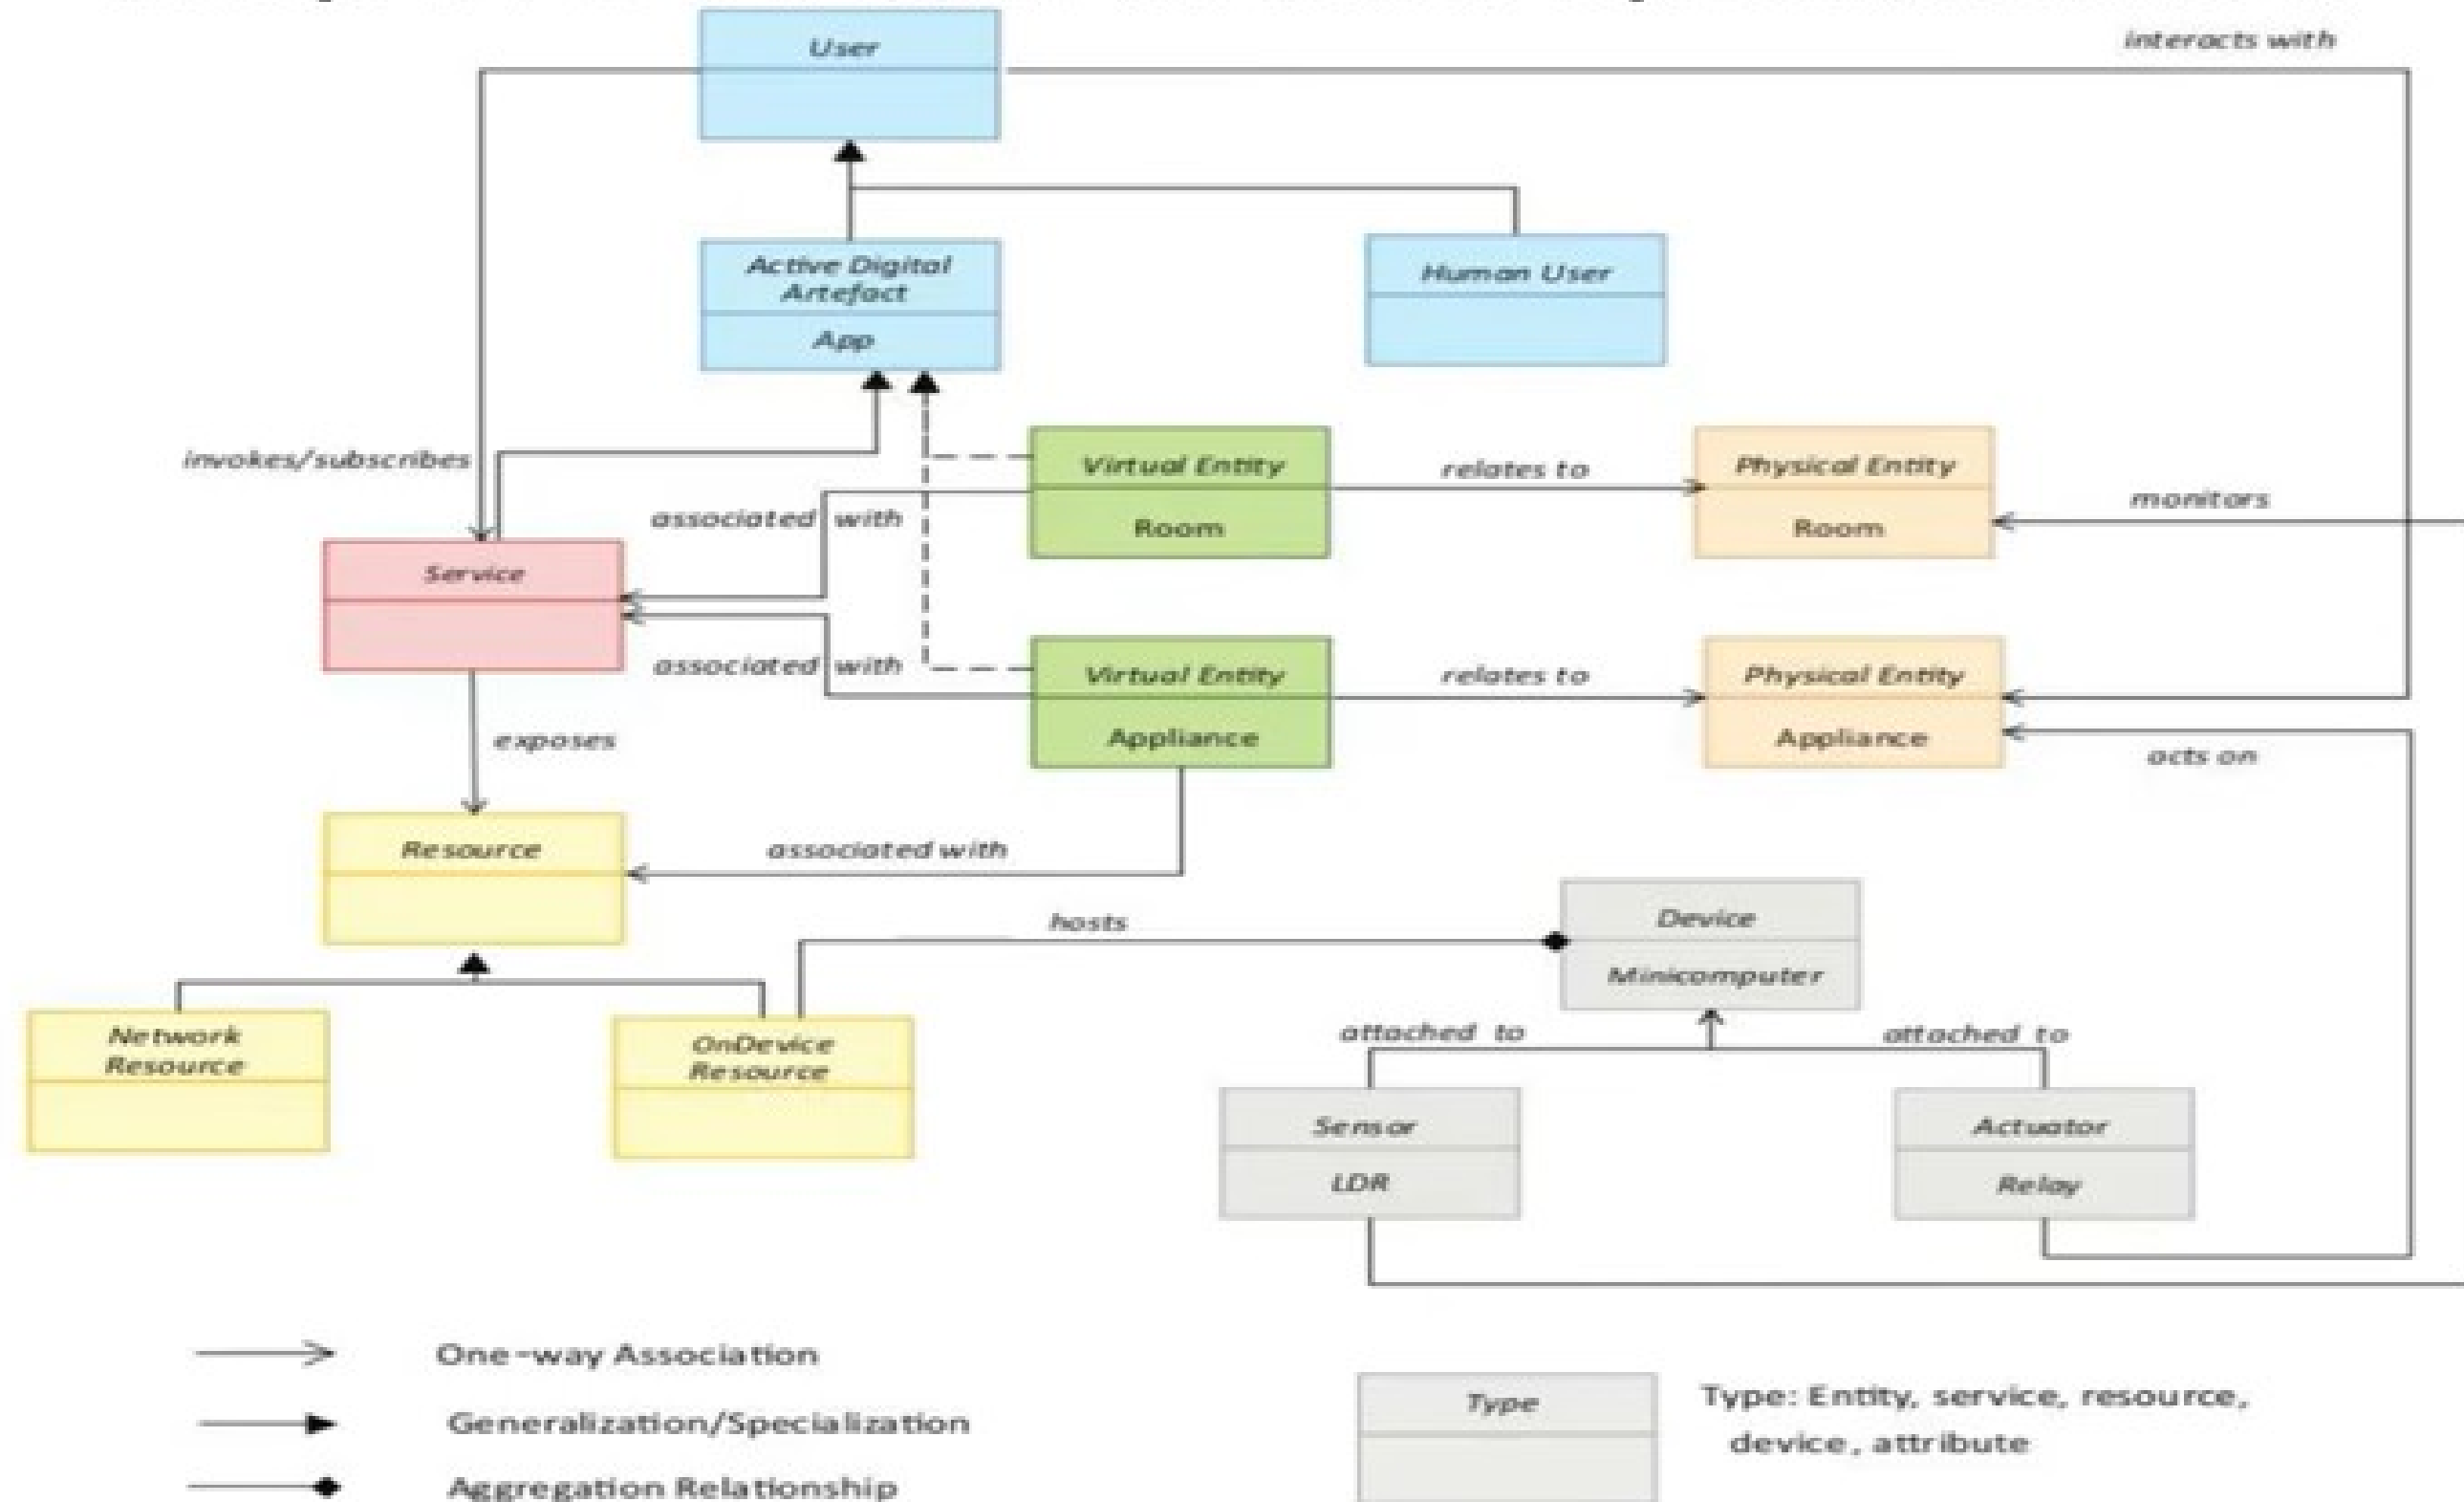 User
interacts with
Active Digital
Artefact
App
Human User
invokes/subscribes
Virtual Entity
Room
relates to
Physical Entity
Room
monitors
associated with
Service
associated with
Virtual Entity
Appliance
relates to
Physical Entity
Appliance
acts on
exposes
Resource
associated with
hosts
Device
Minicomputer
Network
Resource
OnDevice
Resource
attached to
attached to
Sensor
LDR
Actuator
Relay
One-way Association
Generalization/Specialization
Aggregation Relationship
Type
Type: Entity, service, resource,
device, attribute